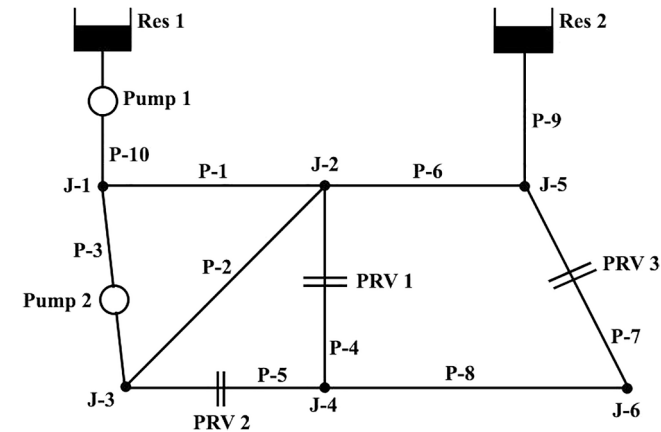 Res 1
Res 2
Pump 1
P-9
P-10
J-1
P-1
J-2
P-6
J-5
P-3
P-2
PRV 1
PRV 3
Pump 2
P-4
P-7
P-5
P-8
J-3
PRV 2
J-4
J-6